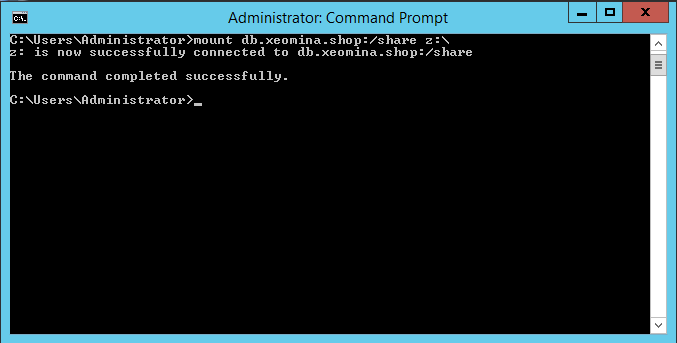 Administrator: Command Prompt
C:\Users\Administrator>mount db.xeomina.shop:/share z:\
z: is now successfully connected to db.xeomina.shop:/share
The command completed successfully.
C:\Users\Administrator>_